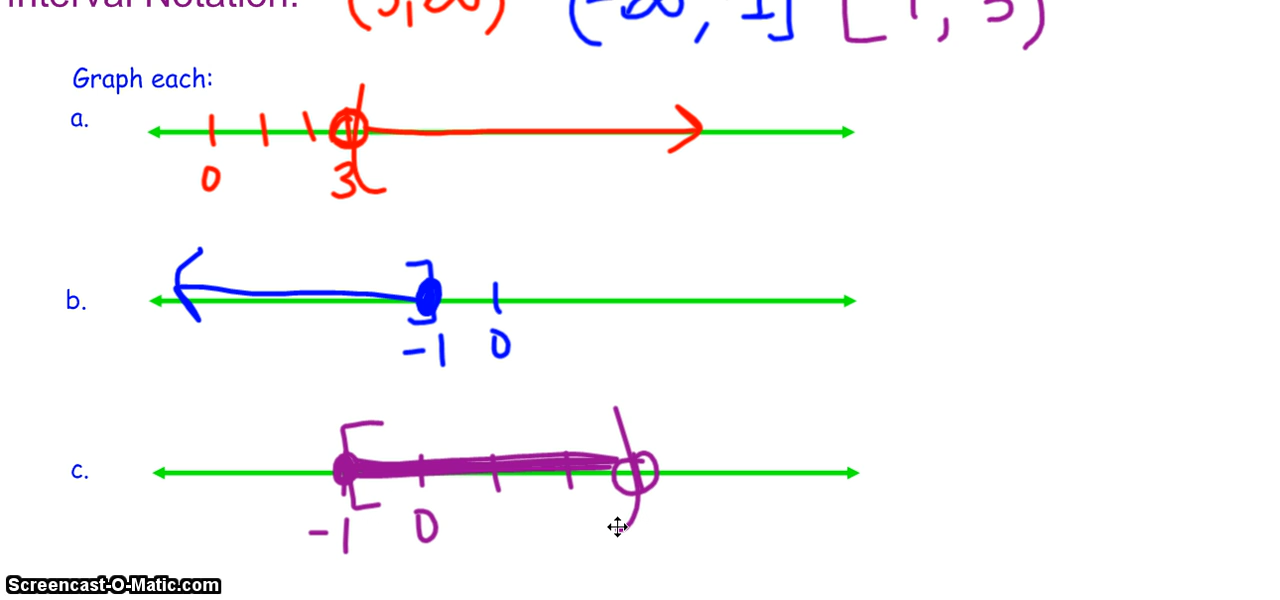 Interval Notation: (3, ∞) (-∞, -1] [-1, 3)
Graph each:
a.
0 3
b.
-1 0
c.
-1 0
Screencast-O-Matic.com